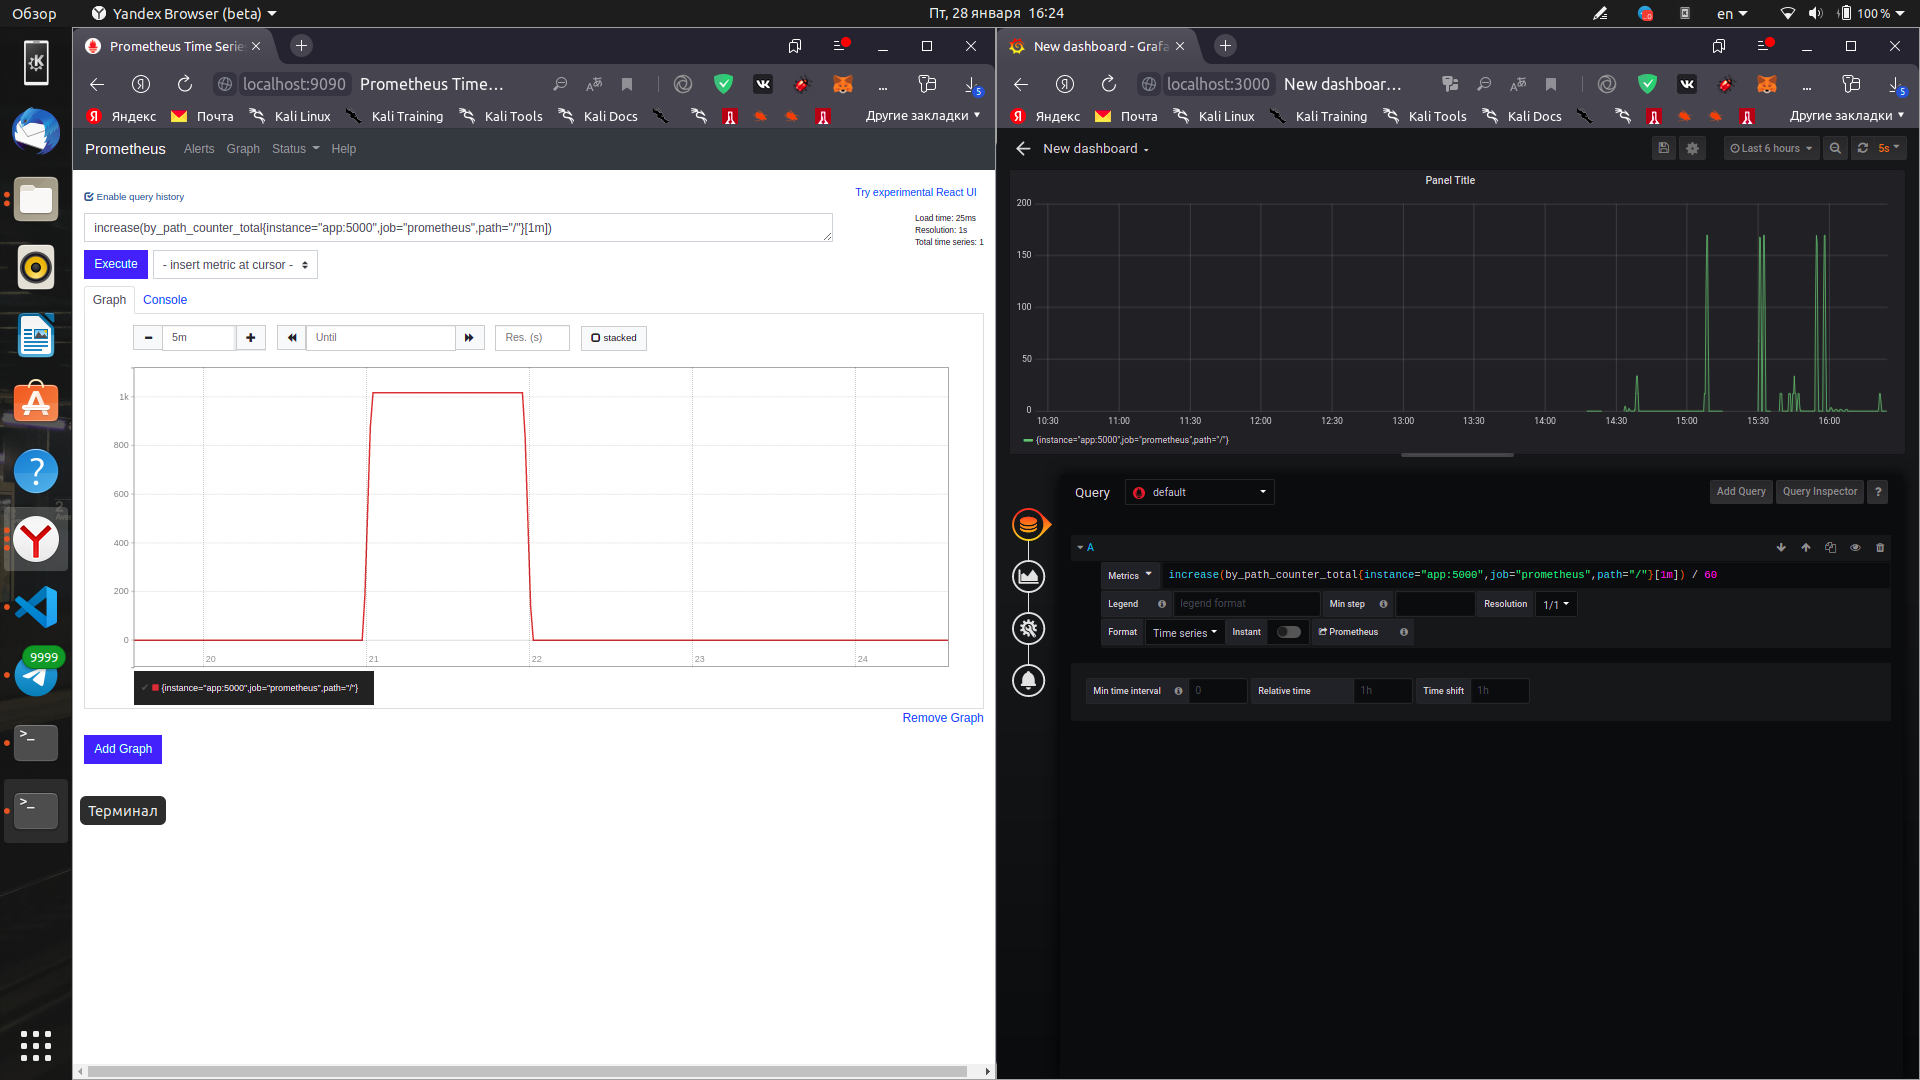 Обзор
Yandex Browser (beta)
Пт, 28 января 16:24
en
100 %
Prometheus Time Serie
localhost:9090
Prometheus Time…
5
Яндекс
Почта
Kali Linux
Kali Training
Kali Tools
Kali Docs
Другие закладки
Prometheus
Alerts
Graph
Status
Help
Enable query history
Try experimental React UI
increase(by_path_counter_total{instance="app:5000",job="prometheus",path="/"}[1m])
Load time: 25ms
Resolution: 1s
Total time series: 1
Execute
- insert metric at cursor -
Graph
Console
5m
Until
Res. (s)
stacked
1k
800
600
400
200
0
20
21
22
23
24
{instance="app:5000",job="prometheus",path="/"}
Remove Graph
Add Graph
Терминал
9999
New dashboard - Grafa
localhost:3000
New dashboar…
5
Яндекс
Почта
Kali Linux
Kali Training
Kali Tools
Kali Docs
Другие закладки
New dashboard
Last 6 hours
5s
Panel Title
200
150
100
50
0
10:30
11:00
11:30
12:00
12:30
13:00
13:30
14:00
14:30
15:00
15:30
16:00
{instance="app:5000",job="prometheus",path="/"}
Query
default
Add Query
Query Inspector
?
A
Metrics
increase(by_path_counter_total{instance="app:5000",job="prometheus",path="/"}[1m]) / 60
Legend
legend format
Min step
Resolution
1/1
Format
Time series
Instant
Prometheus
Min time interval
0
Relative time
1h
Time shift
1h